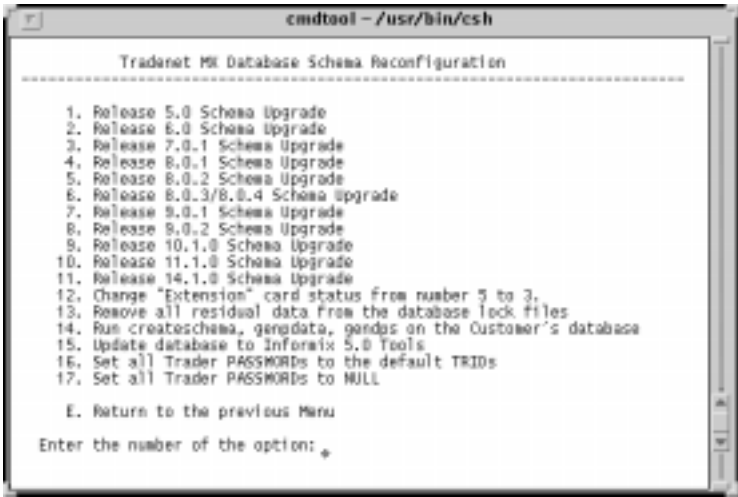 cmdtool – /usr/bin/csh
Tradenet MX Database Schema Reconfiguration
1. Release 5.0 Schema Upgrade
2. Release 6.0 Schema Upgrade
3. Release 7.0.1 Schema Upgrade
4. Release 8.0.1 Schema Upgrade
5. Release 8.0.2 Schema Upgrade
6. Release 8.0.3/8.0.4 Schema Upgrade
7. Release 9.0.1 Schema Upgrade
8. Release 9.0.2 Schema Upgrade
9. Release 10.1.0 Schema Upgrade
10. Release 11.1.0 Schema Upgrade
11. Release 14.1.0 Schema Upgrade
12. Change "Extension" card status from number 5 to 3.
13. Remove all residual data from the database lock files
14. Run createschema, genpdata, gendps on the Customer's database
15. Update database to Informix 5.0 Tools
16. Set all Trader PASSWORDs to the default TRIDs
17. Set all Trader PASSWORDs to NULL
E. Return to the previous Menu
Enter the number of the option: